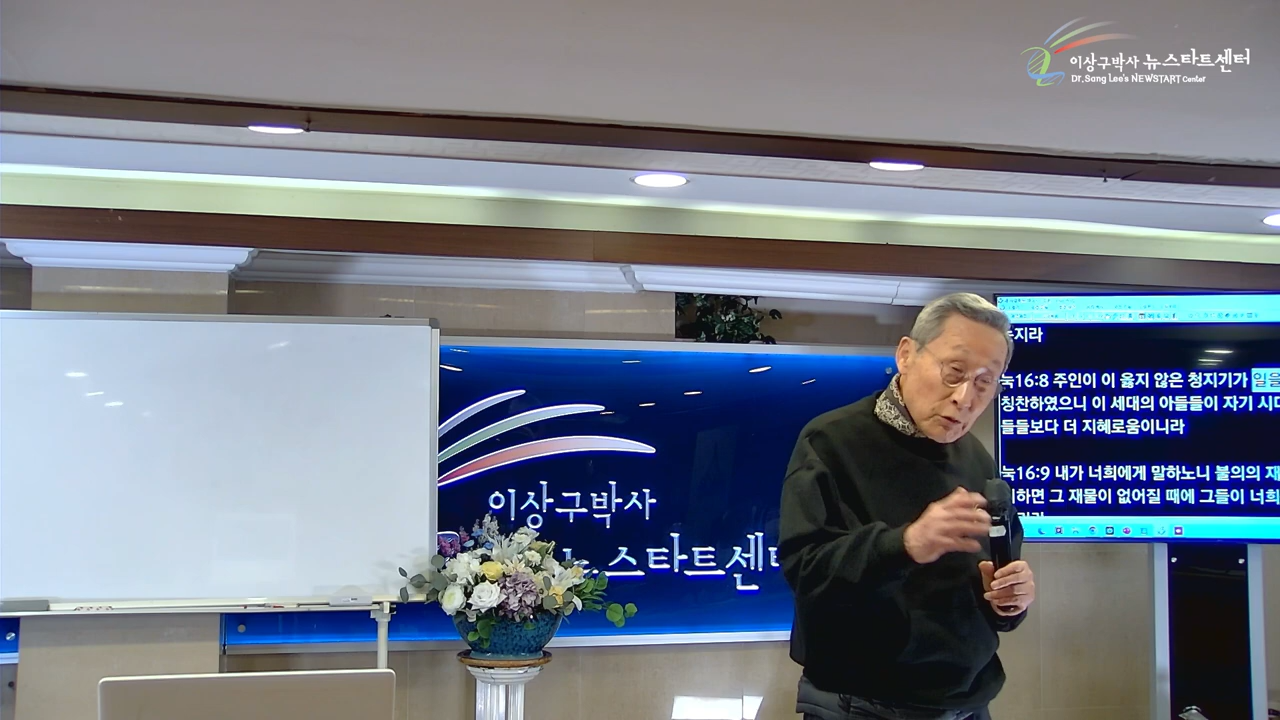 이상구박사 뉴스타트센터
Dr.Sang Lee's NEWSTART Center
눅16:8 주인이 이 옳지 않은 청지기가 일을
칭찬하였으니 이 세대의 아들들이 자기 시대
들들보다 더 지혜로움이니라
눅16:9 내가 너희에게 말하노니 불의의 재
하면 그 재물이 없어질 때에 그들이 너희
이상구박사
스타트센